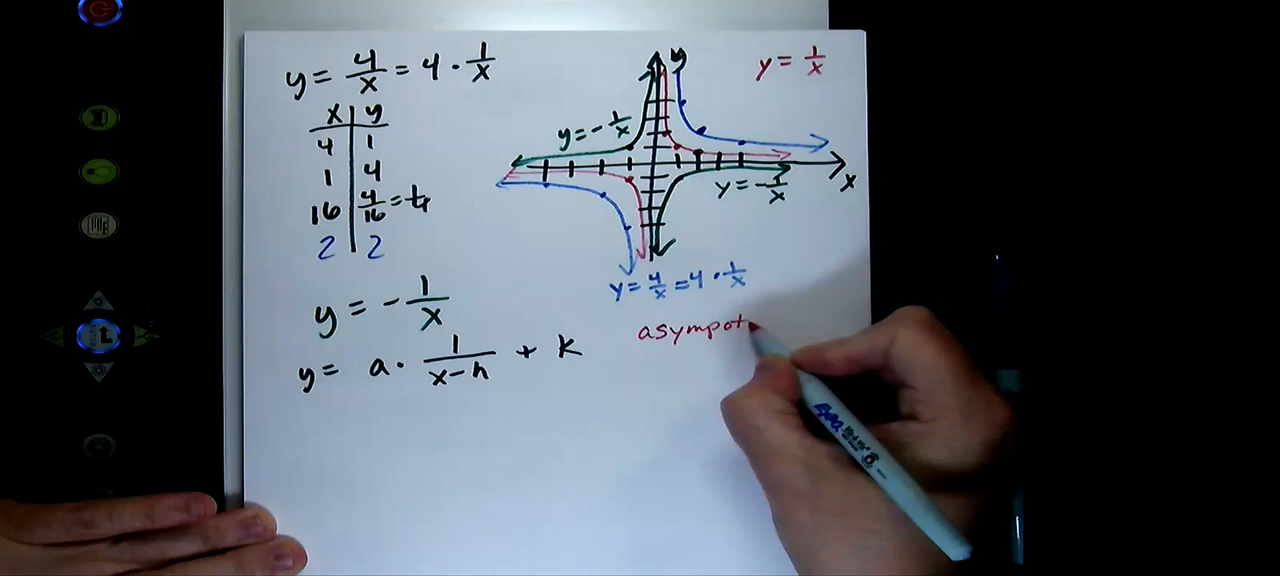 y = 4/x = 4 · 1/x
x | y
4 | 1
1 | 4
16 | 4/16 = 1/4
2 | 2
y = - 1/x
y = a · 1/(x-h) + k
y
y = 1/x
y = - 1/x
x
y = - 1/x
y = 4/x = 4 · 1/x
asympot